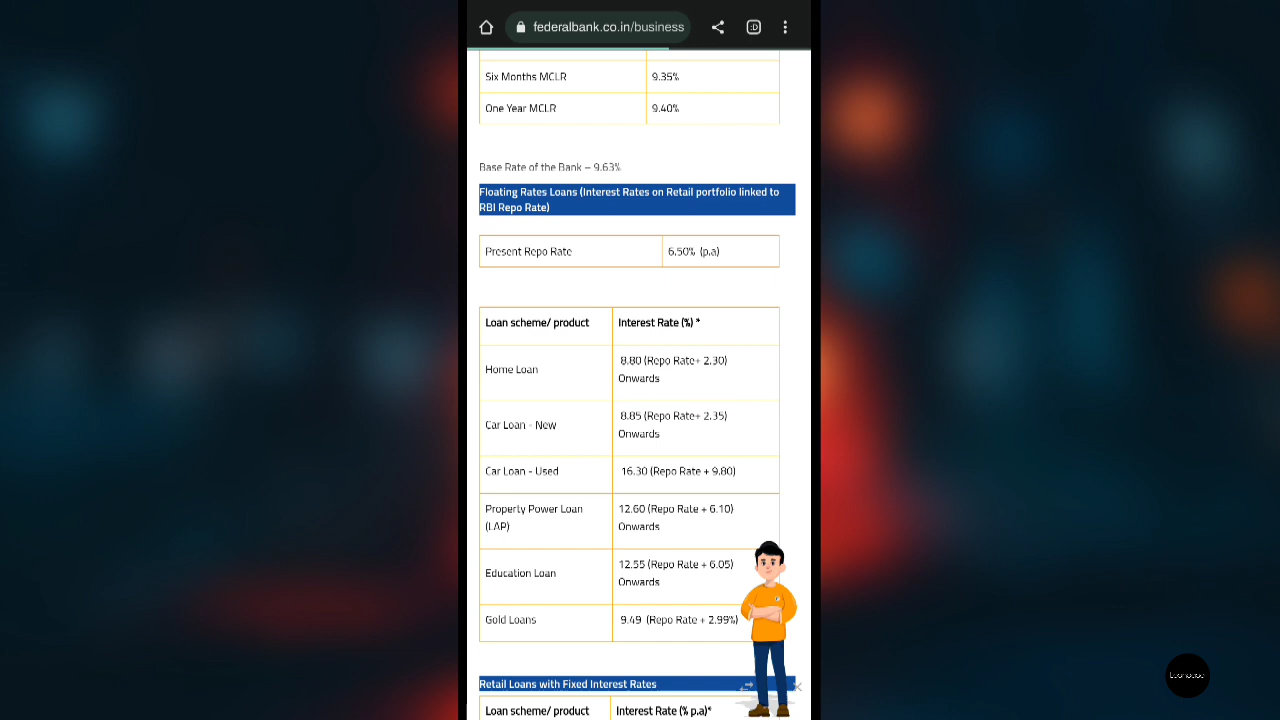 federalbank.co.in/business
:D
Six Months MCLR 9.35%
One Year MCLR 9.40%
Base Rate of the Bank – 9.63%
Floating Rates Loans (Interest Rates on Retail portfolio linked to
RBI Repo Rate)
Present Repo Rate 6.50% (p.a)
Loan scheme/ product Interest Rate (%) *
Home Loan 8.80 (Repo Rate+ 2.30)
Onwards
Car Loan - New 8.85 (Repo Rate+ 2.35)
Onwards
Car Loan - Used 16.30 (Repo Rate + 9.80)
Property Power Loan 12.60 (Repo Rate + 6.10)
(LAP) Onwards
Education Loan 12.55 (Repo Rate + 6.05)
Onwards
Gold Loans 9.49 (Repo Rate + 2.99%)
Retail Loans with Fixed Interest Rates
Loan scheme/ product Interest Rate (% p.a)*